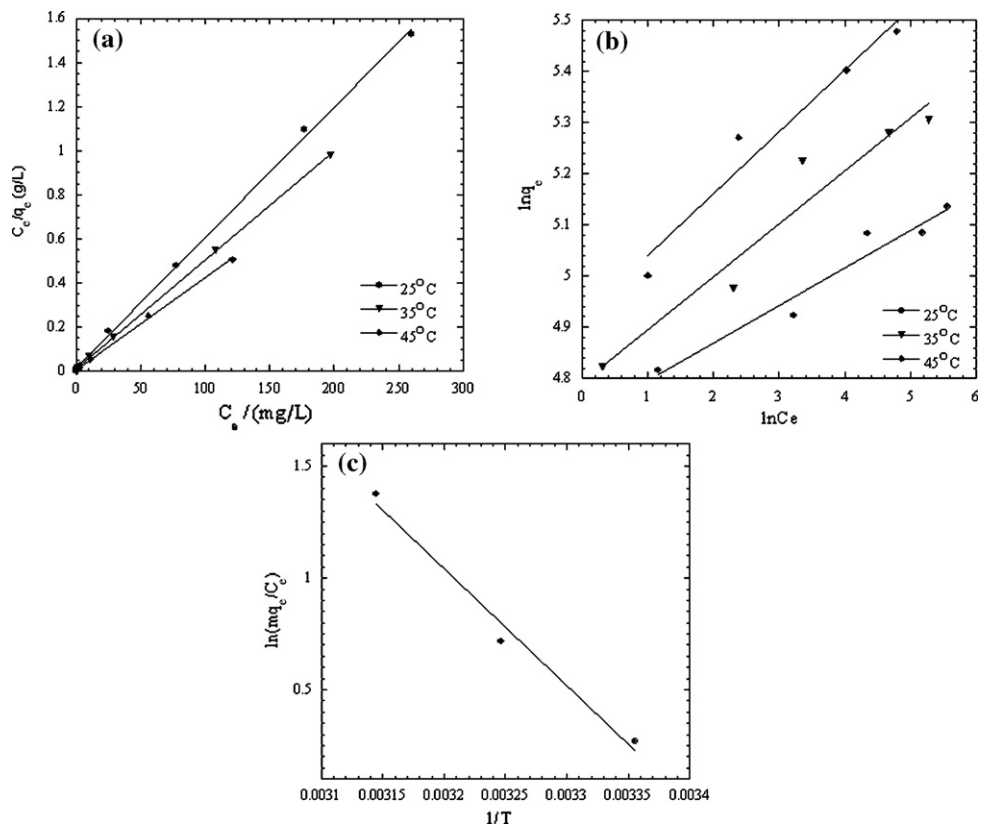 (a)
1.6
1.4
1.2
1
0.8
0.6
0.4
0.2
0
C_e/q_e (g/L)
25°C
35°C
45°C
0 50 100 150 200 250 300
C_e/(mg/L)
(b)
5.5
5.4
5.3
5.2
5.1
5
4.9
4.8
lnq_e
25°C
35°C
45°C
0 1 2 3 4 5 6
lnCe
(c)
1.5
1
0.5
ln(mq_e/C_e)
0.0031 0.00315 0.0032 0.00325 0.0033 0.00335 0.0034
1/T